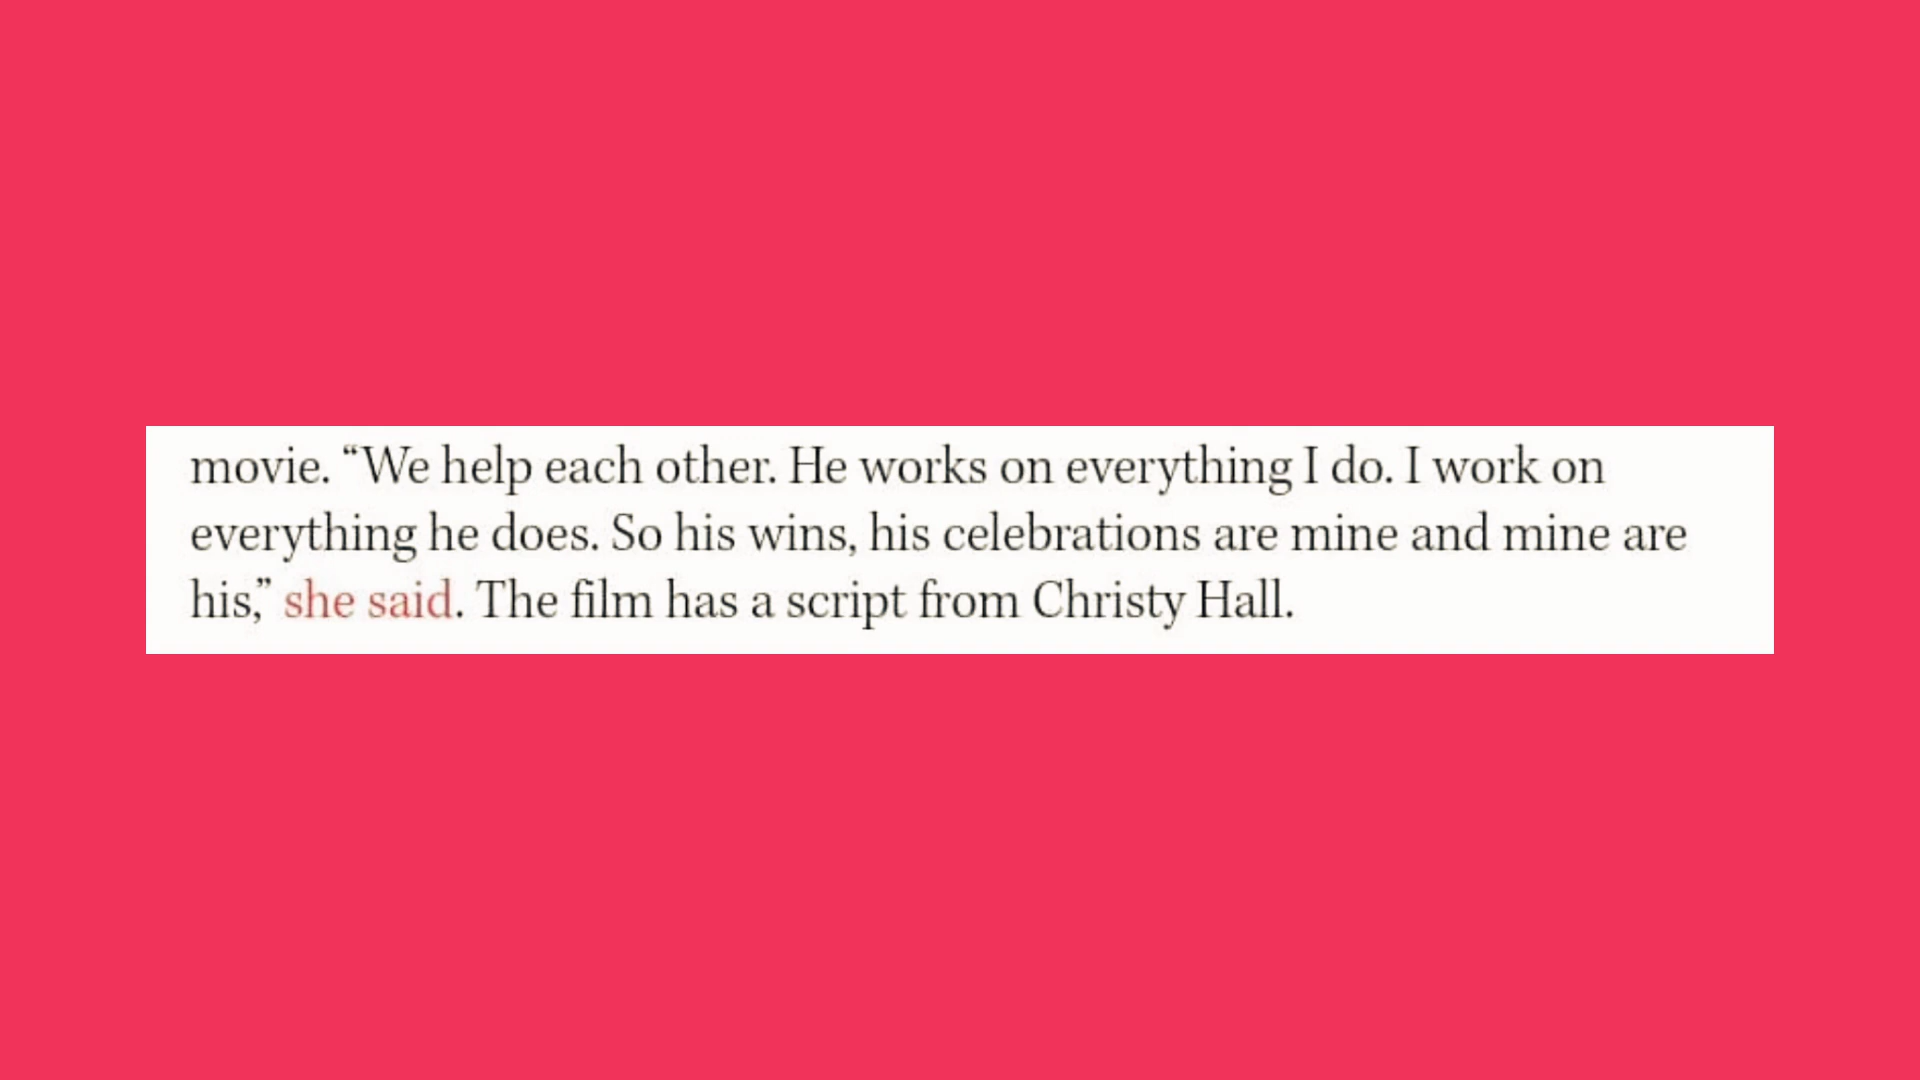 movie. “We help each other. He works on everything I do. I work on
everything he does. So his wins, his celebrations are mine and mine are
his,” she said. The film has a script from Christy Hall.